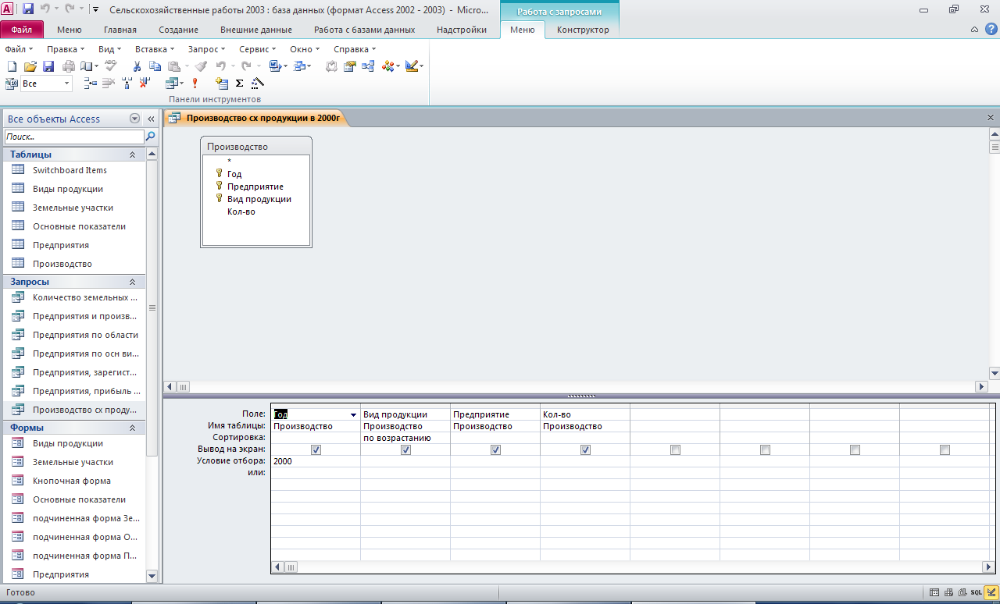 Сельскохозяйственные работы 2003 : база данных (формат Access 2002 - 2003) - Micro...
Работа с запросами
Файл Меню Главная Создание Внешние данные Работа с базами данных Надстройки Меню Конструктор
Файл Правка Вид Вставка Запрос Сервис Окно Справка
Все
Панели инструментов
Все объекты Access
Поиск...
Таблицы
Switchboard Items
Виды продукции
Земельные участки
Основные показатели
Предприятия
Производство
Запросы
Количество земельных ...
Предприятия и произв...
Предприятия по области
Предприятия по осн ви...
Предприятия, зарегист...
Предприятия, прибыль ...
Производство сх проду...
Формы
Виды продукции
Земельные участки
Кнопочная форма
Основные показатели
подчиненная форма Зе...
подчиненная форма О...
подчиненная форма П...
Предприятия
Производство сх продукции в 2000г
Производство
*
Год
Предприятие
Вид продукции
Кол-во
Поле: Год Вид продукции Предприятие Кол-во
Имя таблицы: Производство Производство Производство Производство
Сортировка: по возрастанию
Вывод на экран:
Условие отбора: 2000
или:
Готово
SQL